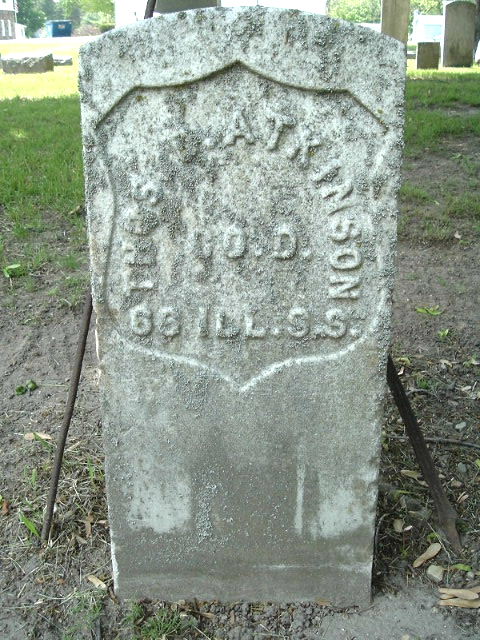 THOS. ATKINSON
CO. D.
66 ILL. S.S.